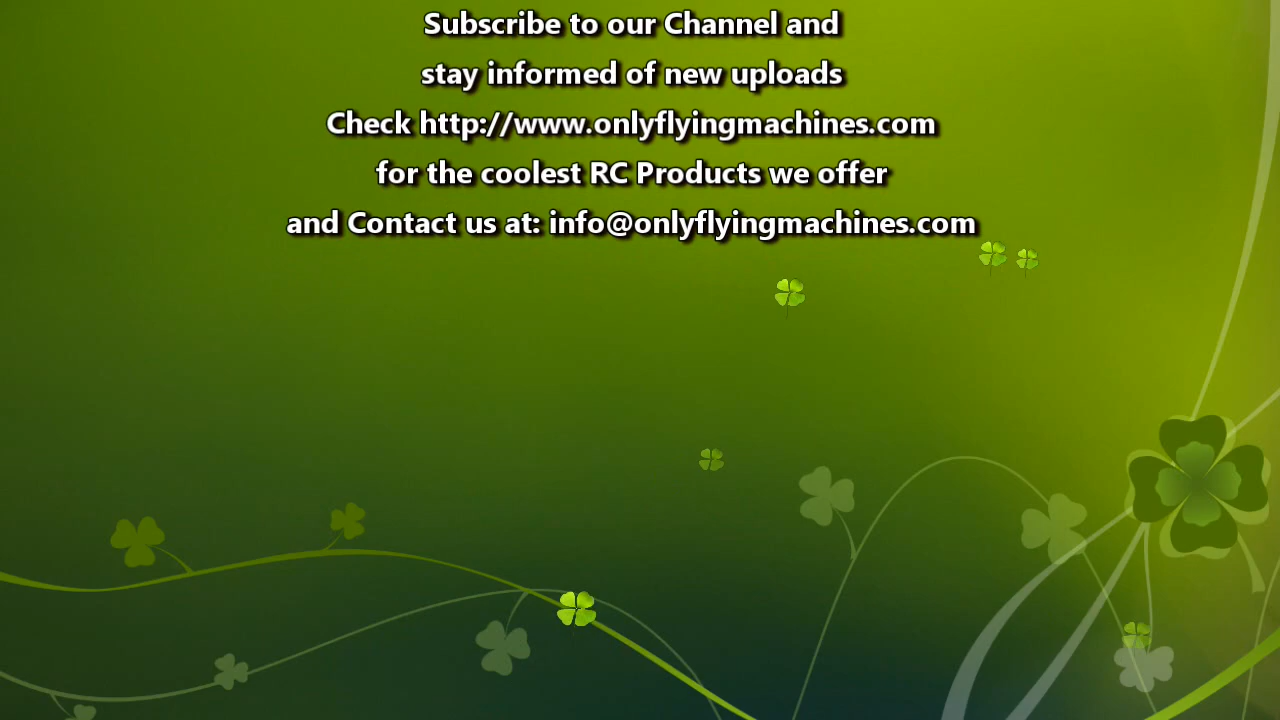 Subscribe to our Channel and
stay informed of new uploads
Check http://www.onlyflyingmachines.com
for the coolest RC Products we offer
and Contact us at: info@onlyflyingmachines.com